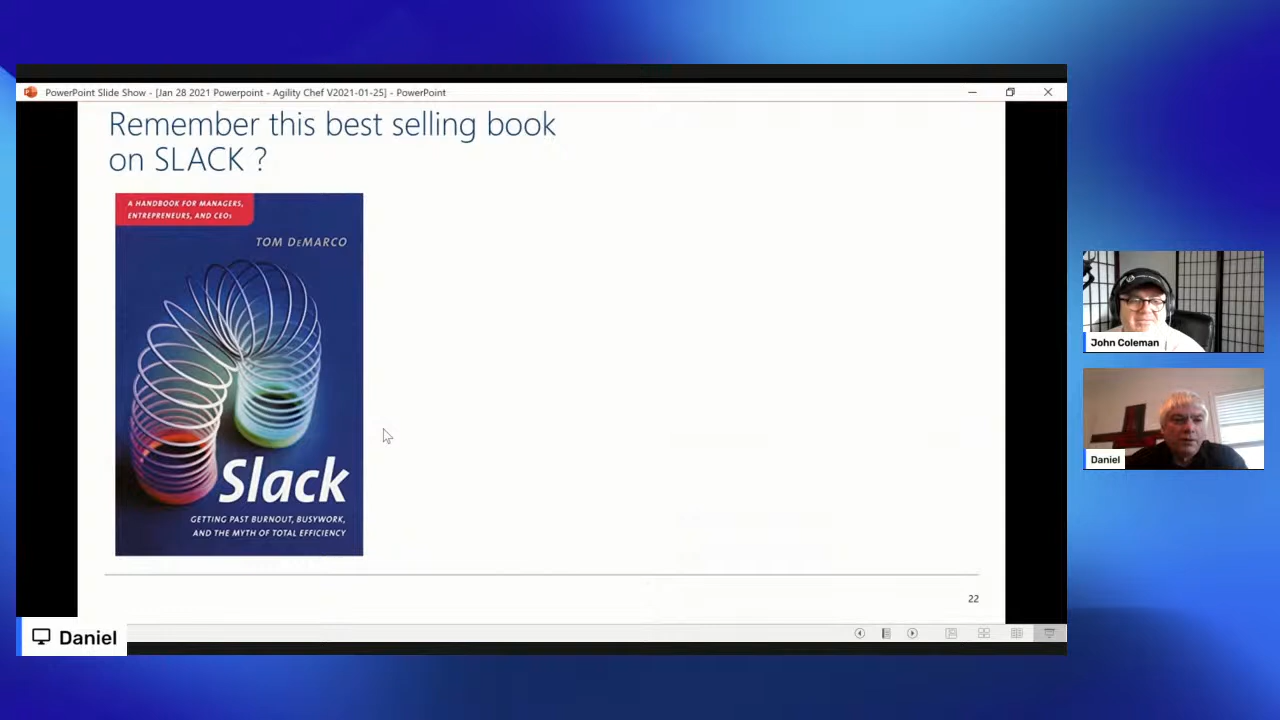 PowerPoint Slide Show - [Jan 28 2021 Powerpoint - Agility Chef V2021-01-25] - PowerPoint
Remember this best selling book
on SLACK ?
A HANDBOOK FOR MANAGERS,
ENTREPRENEURS, AND CEOs
TOM DeMARCO
Slack
GETTING PAST BURNOUT, BUSYWORK,
AND THE MYTH OF TOTAL EFFICIENCY
22
John Coleman
Daniel
Daniel